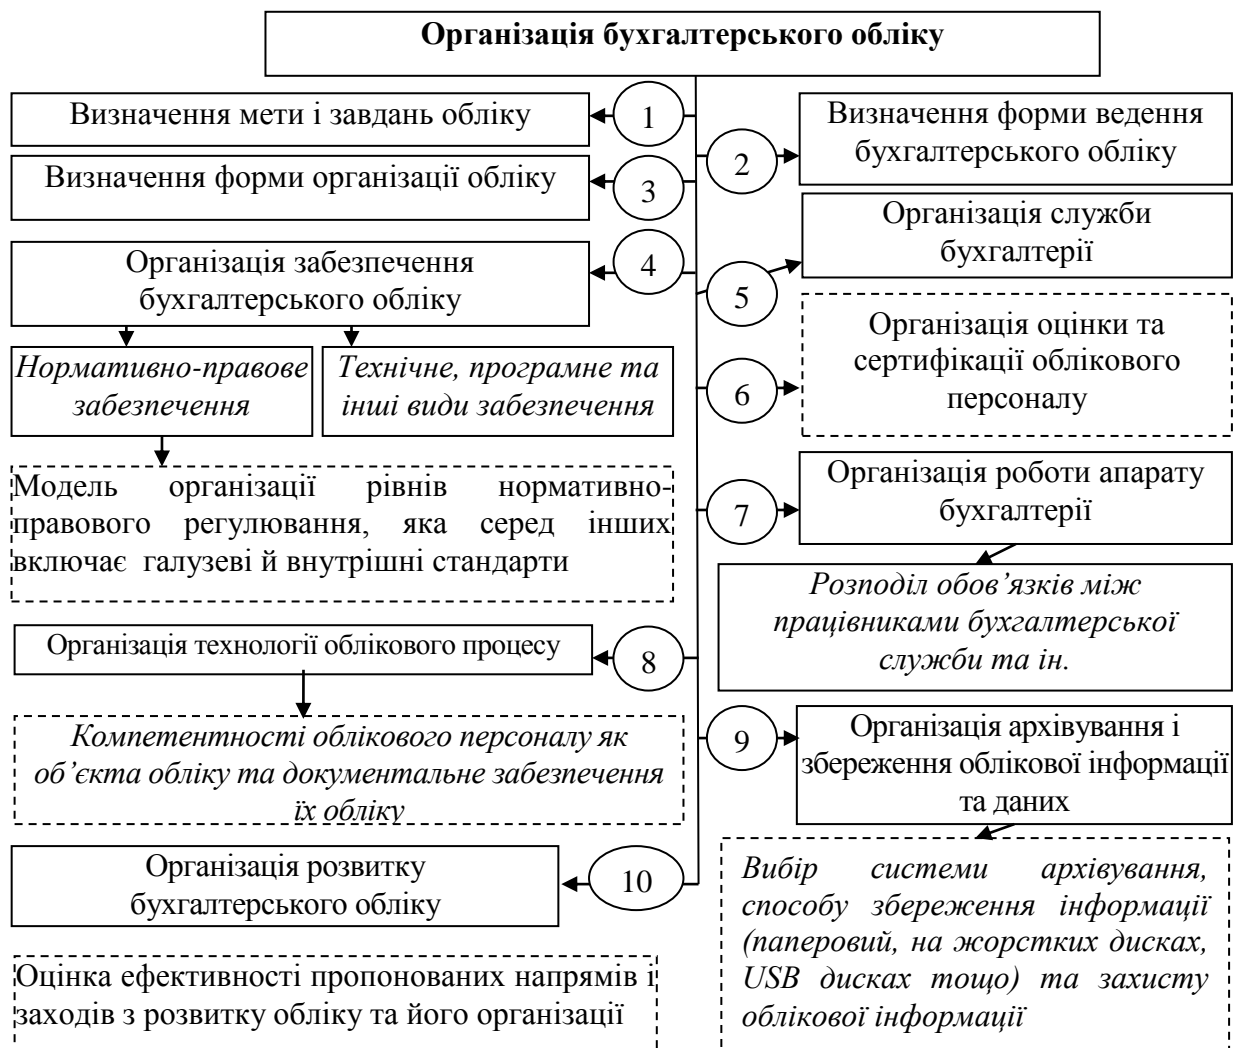 Організація бухгалтерського обліку
1
Визначення мети і завдань обліку
2
Визначення форми ведення
бухгалтерського обліку
3
Визначення форми організації обліку
4
Організація забезпечення
бухгалтерського обліку
Нормативно-правове
забезпечення
Технічне, програмне та
інші види забезпечення
Модель організації рівнів нормативно-
правового регулювання, яка серед інших
включає галузеві й внутрішні стандарти
5
Організація служби
бухгалтерії
6
Організація оцінки та
сертифікації облікового
персоналу
7
Організація роботи апарату
бухгалтерії
Розподіл обов’язків між
працівниками бухгалтерської
служби та ін.
8
Організація технології облікового процесу
Компетентності облікового персоналу як
об’єкта обліку та документальне забезпечення
їх обліку
9
Організація архівування і
збереження облікової інформації
та даних
Вибір системи архівування,
способу збереження інформації
(паперовий, на жорстких дисках,
USB дисках тощо) та захисту
облікової інформації
10
Організація розвитку
бухгалтерського обліку
Оцінка ефективності пропонованих напрямів і
заходів з розвитку обліку та його організації